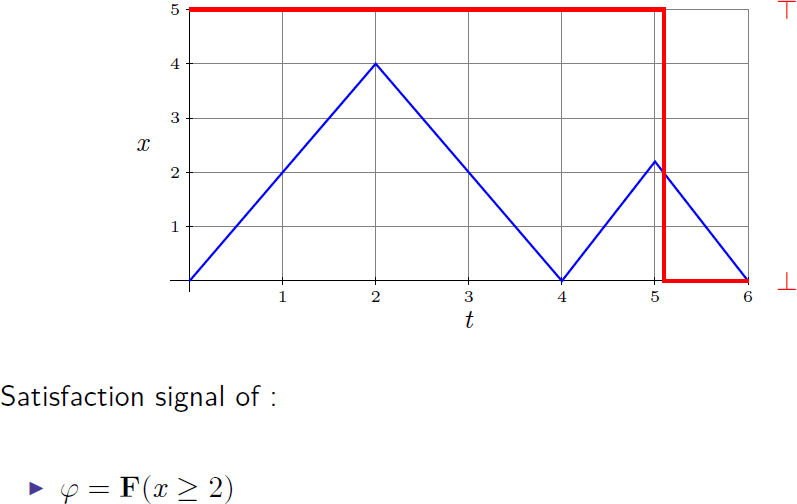 5
⊤
4
3
x
2
1
⊥
1 2 3 4 5 6
t
Satisfaction signal of :
▶ φ = F(x ≥ 2)